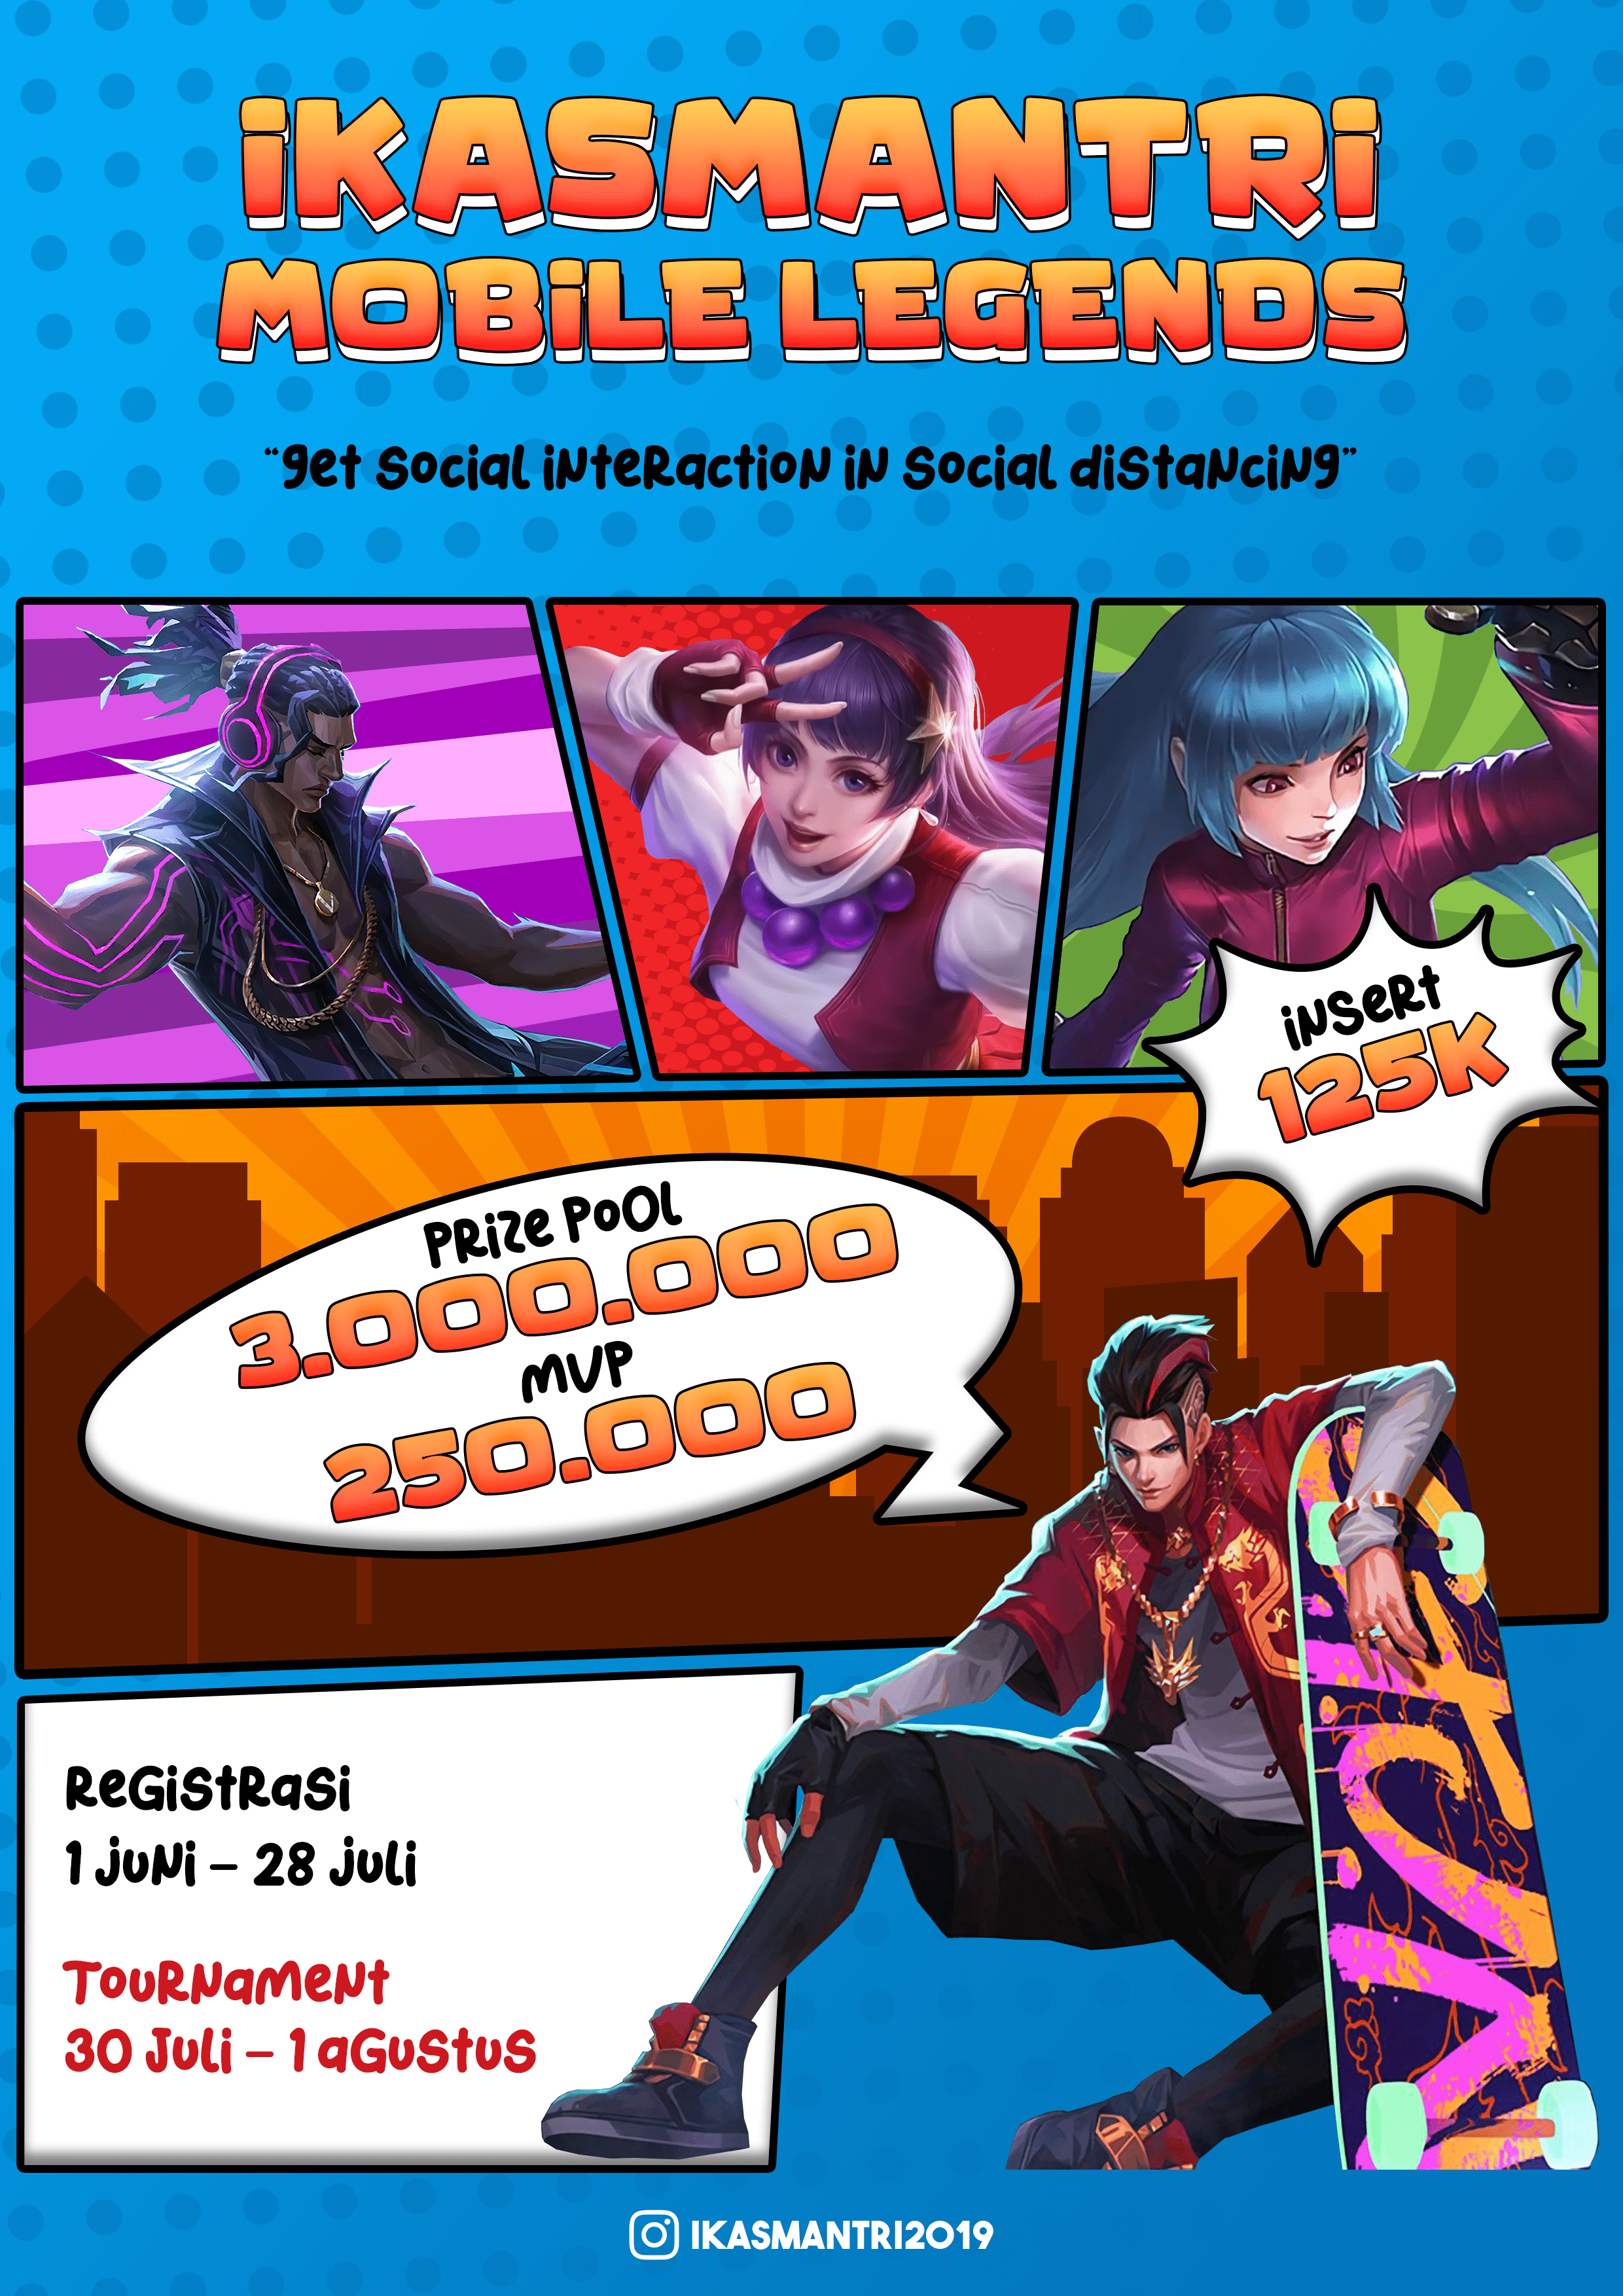 iKASMANTRi
MOBiLE LEGENDS
“get social interaction in social distancing”
insert
125K
Prize Pool
3.000.000
MVP
250.000
Registrasi
1 juni – 28 juli
Tournament
30 Juli – 1 agustus
IKASMANTRI2019